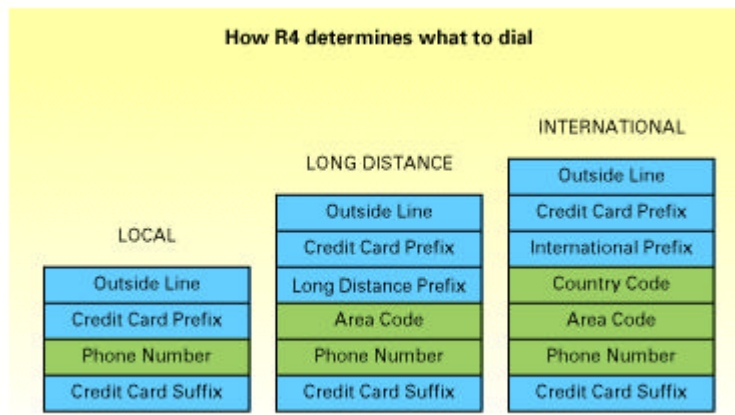 How R4 determines what to dial
LOCAL
Outside Line
Credit Card Prefix
Phone Number
Credit Card Suffix
LONG DISTANCE
Outside Line
Credit Card Prefix
Long Distance Prefix
Area Code
Phone Number
Credit Card Suffix
INTERNATIONAL
Outside Line
Credit Card Prefix
International Prefix
Country Code
Area Code
Phone Number
Credit Card Suffix